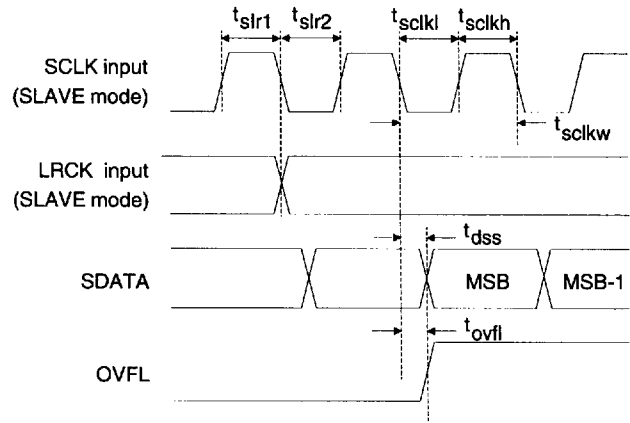 tslr1 tslr2 tsclkl tsclkh
SCLK input
(SLAVE mode)
tsclkw
LRCK input
(SLAVE mode)
tdss
SDATA MSB MSB-1
tovfl
OVFL